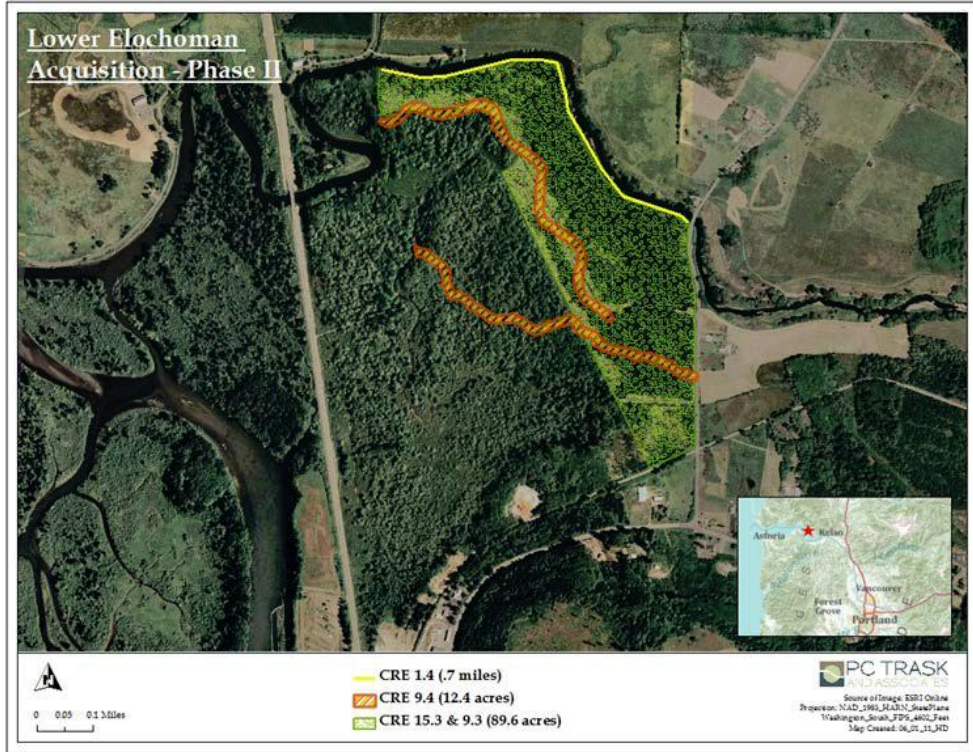 Lower Elochoman
Acquisition - Phase II
Astoria
Kelso
Vancouver
Forest
Grove
Portland
0 0.05 0.1 Miles
CRE 1.4 (.7 miles)
CRE 9.4 (12.4 acres)
CRE 15.3 & 9.3 (89.6 acres)
PC TRASK
AND ASSOCIATES
Source of Image: ESRI Online
Projection: NAD_1983_HARN_StatePlane
Washington_South_FIPS_4602_Feet
Map Created: 06_01_11_HD